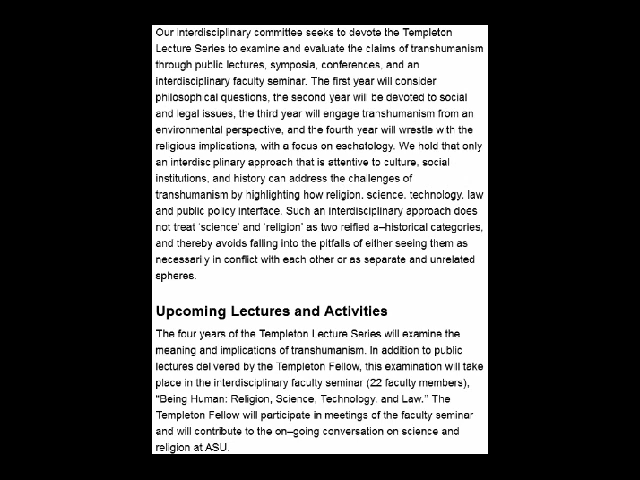 Our interdisciplinary committee seeks to devote the Templeton
Lecture Series to examine and evaluate the claims of transhumanism
through public lectures, symposia, conferences, and an
interdisciplinary faculty seminar. The first year will consider
philosophical questions, the second year will be devoted to social
and legal issues, the third year will engage transhumanism from an
environmental perspective, and the fourth year will wrestle with the
religious implications, with a focus on eschatology. We hold that only
an interdisciplinary approach that is attentive to culture, social
institutions, and history can address the challenges of
transhumanism by highlighting how religion, science, technology, law
and public policy interface. Such an interdisciplinary approach does
not treat 'science' and 'religion' as two reified a–historical categories,
and thereby avoids falling into the pitfalls of either seeing them as
necessarily in conflict with each other or as separate and unrelated
spheres.
Upcoming Lectures and Activities
The four years of the Templeton Lecture Series will examine the
meaning and implications of transhumanism. In addition to public
lectures delivered by the Templeton Fellow, this examination will take
place in the interdisciplinary faculty seminar (22 faculty members),
"Being Human: Religion, Science, Technology, and Law." The
Templeton Fellow will participate in meetings of the faculty seminar
and will contribute to the on–going conversation on science and
religion at ASU.